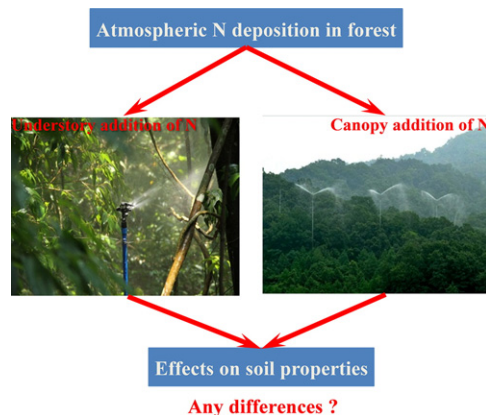 Atmospheric N deposition in forest
Understory addition of N
Canopy addition of N
Effects on soil properties
Any differences ?